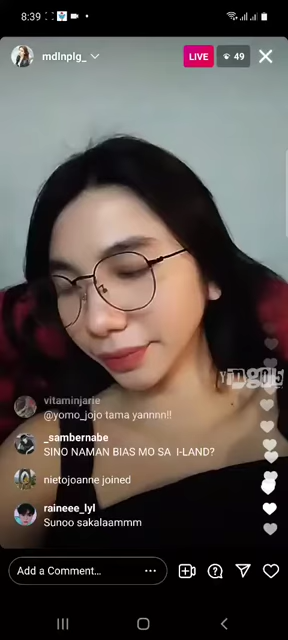 8:39
mdlnplg_
LIVE
49
vitaminjarie
@yomo_jojo tama yannnn!!
_sambernabe
SINO NAMAN BIAS MO SA I-LAND?
nietojoanne joined
raineee_lyl
Sunoo sakalaammm
Add a Comment...